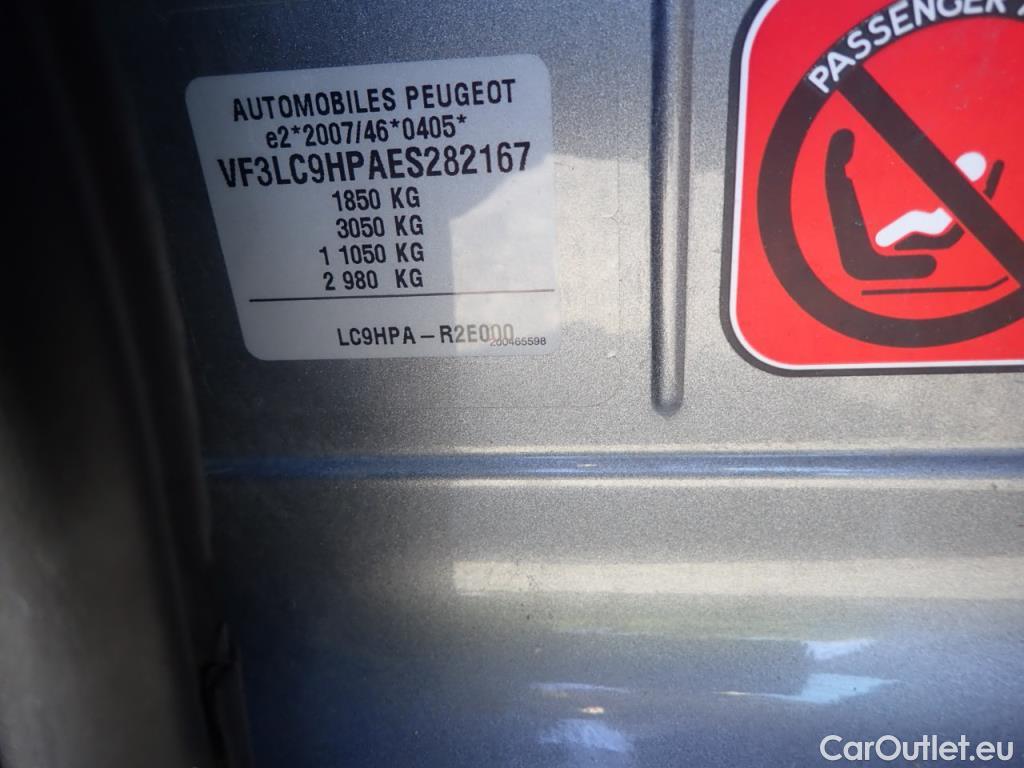 AUTOMOBILES PEUGEOT
e2*2007/46*0405*
VF3LC9HPAES282167
1850 KG
3050 KG
1 1050 KG
2 980 KG
LC9HPA - R2E000
200465598
PASSENGER
CarOutlet.eu